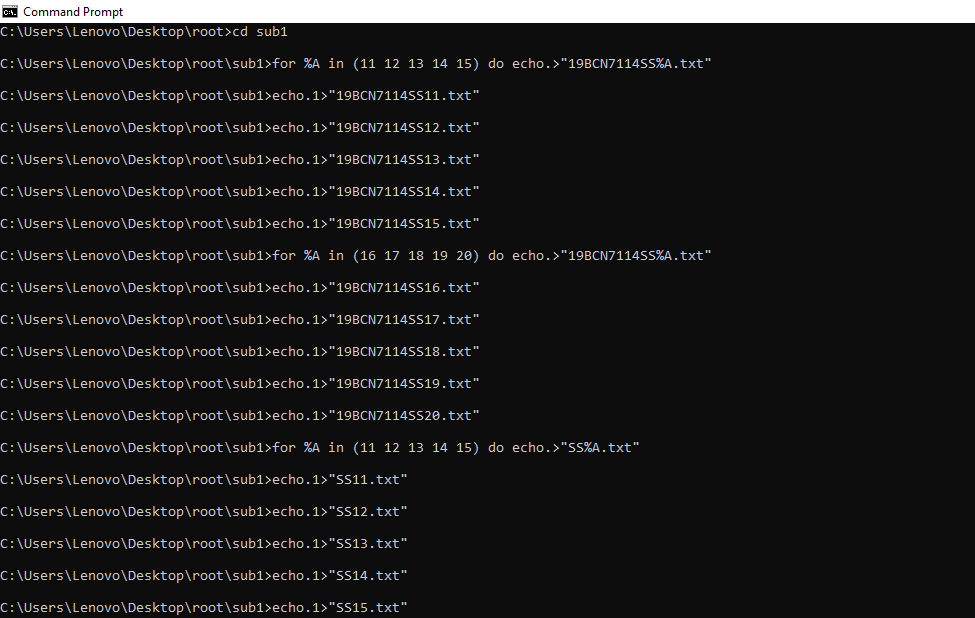 Command Prompt
C:\Users\Lenovo\Desktop\root>cd sub1
C:\Users\Lenovo\Desktop\root\sub1>for %A in (11 12 13 14 15) do echo.>"19BCN7114SS%A.txt"
C:\Users\Lenovo\Desktop\root\sub1>echo.1>"19BCN7114SS11.txt"
C:\Users\Lenovo\Desktop\root\sub1>echo.1>"19BCN7114SS12.txt"
C:\Users\Lenovo\Desktop\root\sub1>echo.1>"19BCN7114SS13.txt"
C:\Users\Lenovo\Desktop\root\sub1>echo.1>"19BCN7114SS14.txt"
C:\Users\Lenovo\Desktop\root\sub1>echo.1>"19BCN7114SS15.txt"
C:\Users\Lenovo\Desktop\root\sub1>for %A in (16 17 18 19 20) do echo.>"19BCN7114SS%A.txt"
C:\Users\Lenovo\Desktop\root\sub1>echo.1>"19BCN7114SS16.txt"
C:\Users\Lenovo\Desktop\root\sub1>echo.1>"19BCN7114SS17.txt"
C:\Users\Lenovo\Desktop\root\sub1>echo.1>"19BCN7114SS18.txt"
C:\Users\Lenovo\Desktop\root\sub1>echo.1>"19BCN7114SS19.txt"
C:\Users\Lenovo\Desktop\root\sub1>echo.1>"19BCN7114SS20.txt"
C:\Users\Lenovo\Desktop\root\sub1>for %A in (11 12 13 14 15) do echo.>"SS%A.txt"
C:\Users\Lenovo\Desktop\root\sub1>echo.1>"SS11.txt"
C:\Users\Lenovo\Desktop\root\sub1>echo.1>"SS12.txt"
C:\Users\Lenovo\Desktop\root\sub1>echo.1>"SS13.txt"
C:\Users\Lenovo\Desktop\root\sub1>echo.1>"SS14.txt"
C:\Users\Lenovo\Desktop\root\sub1>echo.1>"SS15.txt"